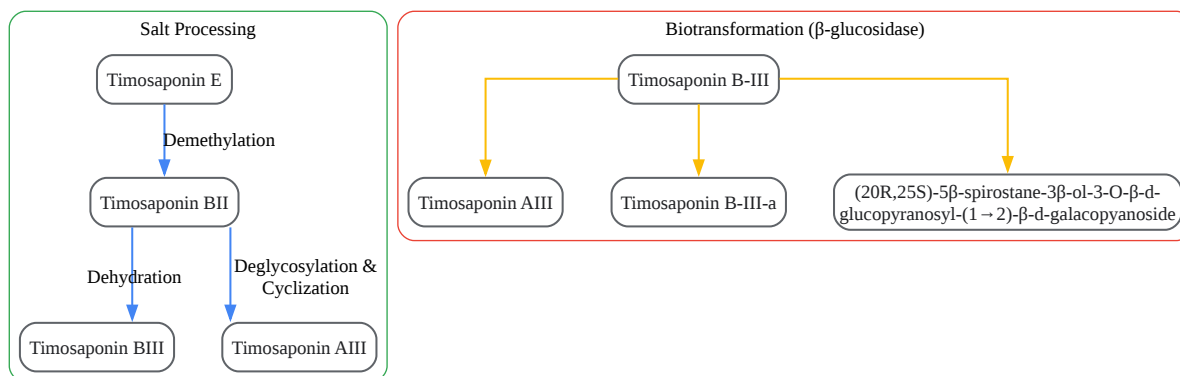 Salt Processing
Timosaponin E
Demethylation
Timosaponin BII
Dehydration
Deglycosylation &
Cyclization
Timosaponin BIII
Timosaponin AIII
Biotransformation (β-glucosidase)
Timosaponin B-III
Timosaponin AIII
Timosaponin B-III-a
(20R,25S)-5β-spirostane-3β-ol-3-O-β-d-
glucopyranosyl-(1→2)-β-d-galacopyanoside